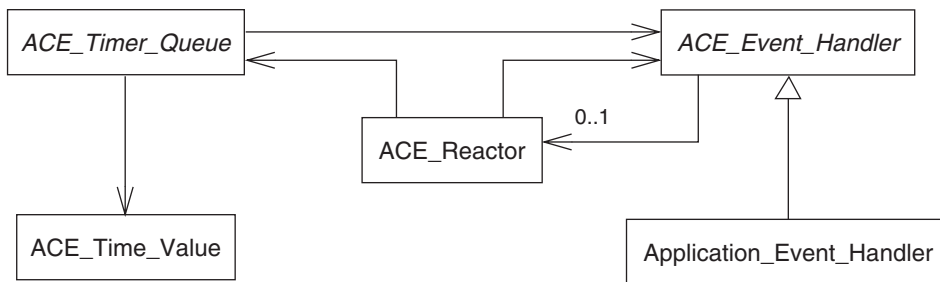 ACE_Timer_Queue
ACE_Event_Handler
0..1
ACE_Reactor
ACE_Time_Value
Application_Event_Handler